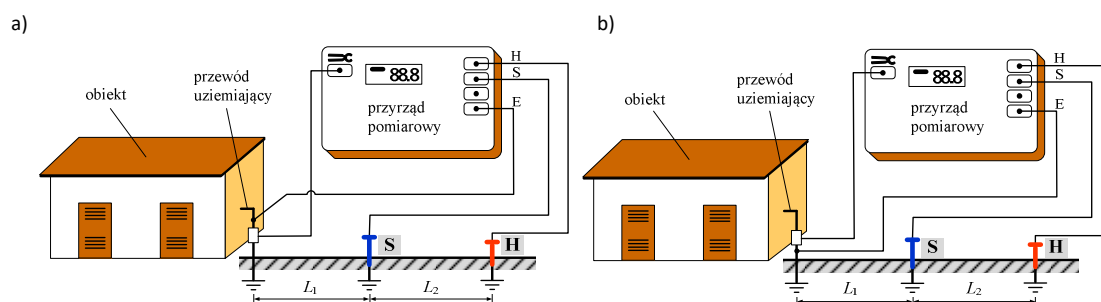 a)
H
S
E
88.8
przyrząd
pomiarowy
przewód
uziemiający
obiekt
S
H
L1
L2
b)
H
S
E
88.8
przyrząd
pomiarowy
przewód
uziemiający
obiekt
S
H
L1
L2